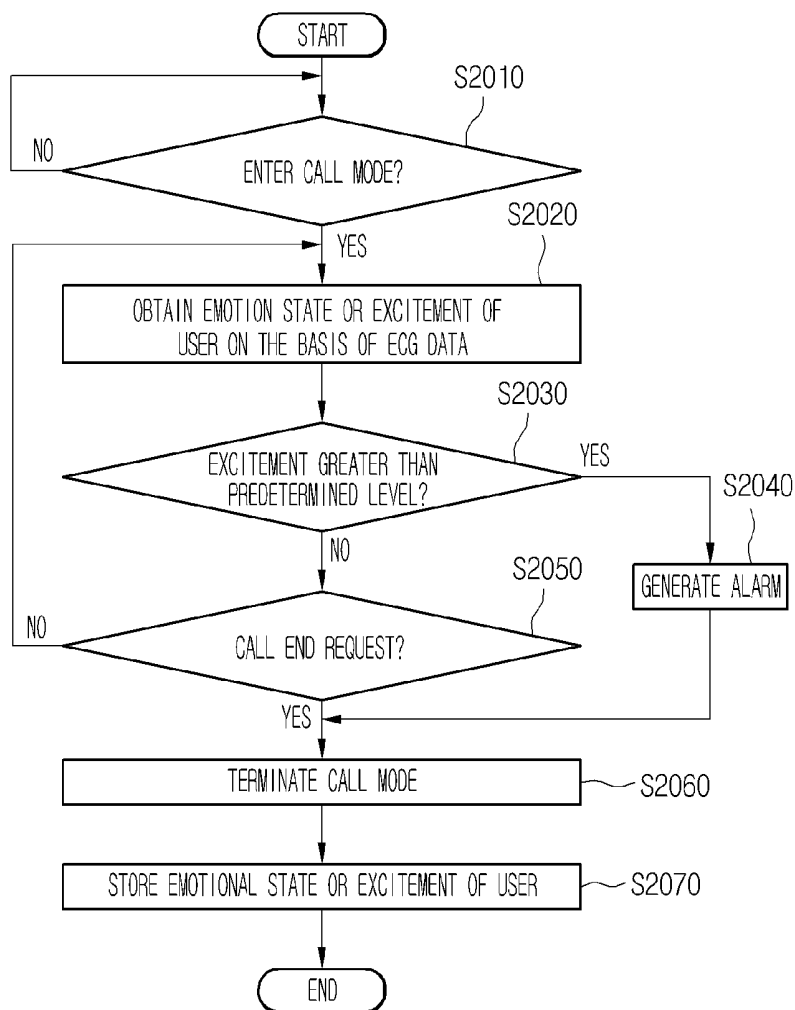 START
S2010
NO
ENTER CALL MODE?
S2020
YES
OBTAIN EMOTION STATE OR EXCITEMENT OF
USER ON THE BASIS OF ECG DATA
S2030
EXCITEMENT GREATER THAN
PREDETERMINED LEVEL?
YES
S2040
NO
S2050
GENERATE ALARM
NO
CALL END REQUEST?
YES
TERMINATE CALL MODE
S2060
STORE EMOTIONAL STATE OR EXCITEMENT OF USER
S2070
END